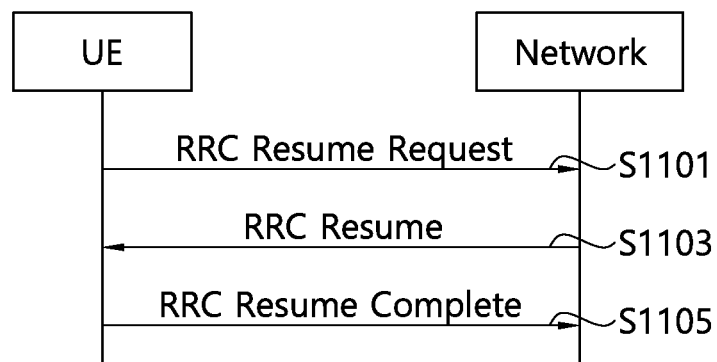 UE
Network
RRC Resume Request
S1101
RRC Resume
S1103
RRC Resume Complete
S1105